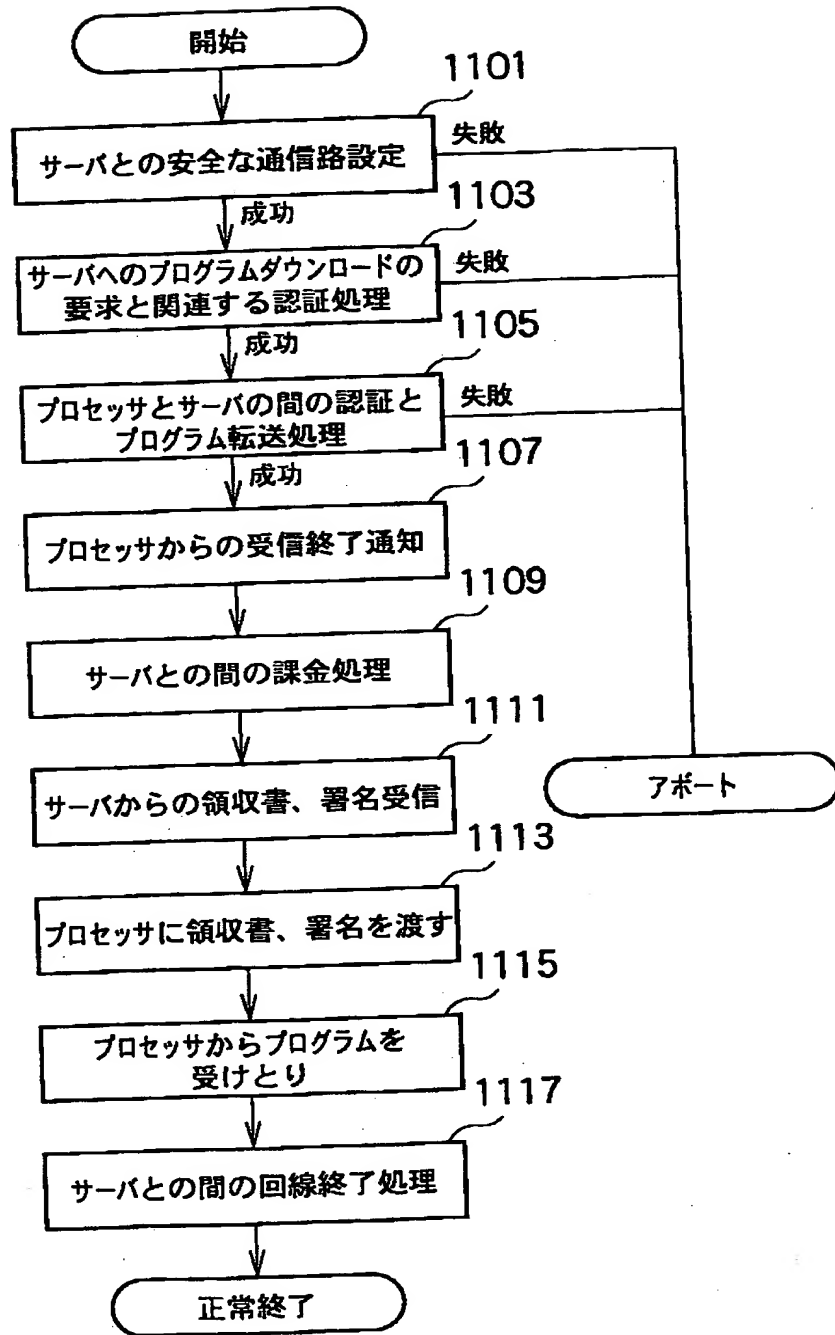 開始
1101
サーバとの安全な通信路設定
失敗
成功
1103
サーバへのプログラムダウンロードの
要求と関連する認証処理
失敗
成功
1105
プロセッサとサーバの間の認証と
プログラム転送処理
失敗
成功
1107
プロセッサからの受信終了通知
1109
サーバとの間の課金処理
1111
サーバからの領収書、署名受信
アボート
1113
プロセッサに領収書、署名を渡す
1115
プロセッサからプログラムを
受けとり
1117
サーバとの間の回線終了処理
正常終了